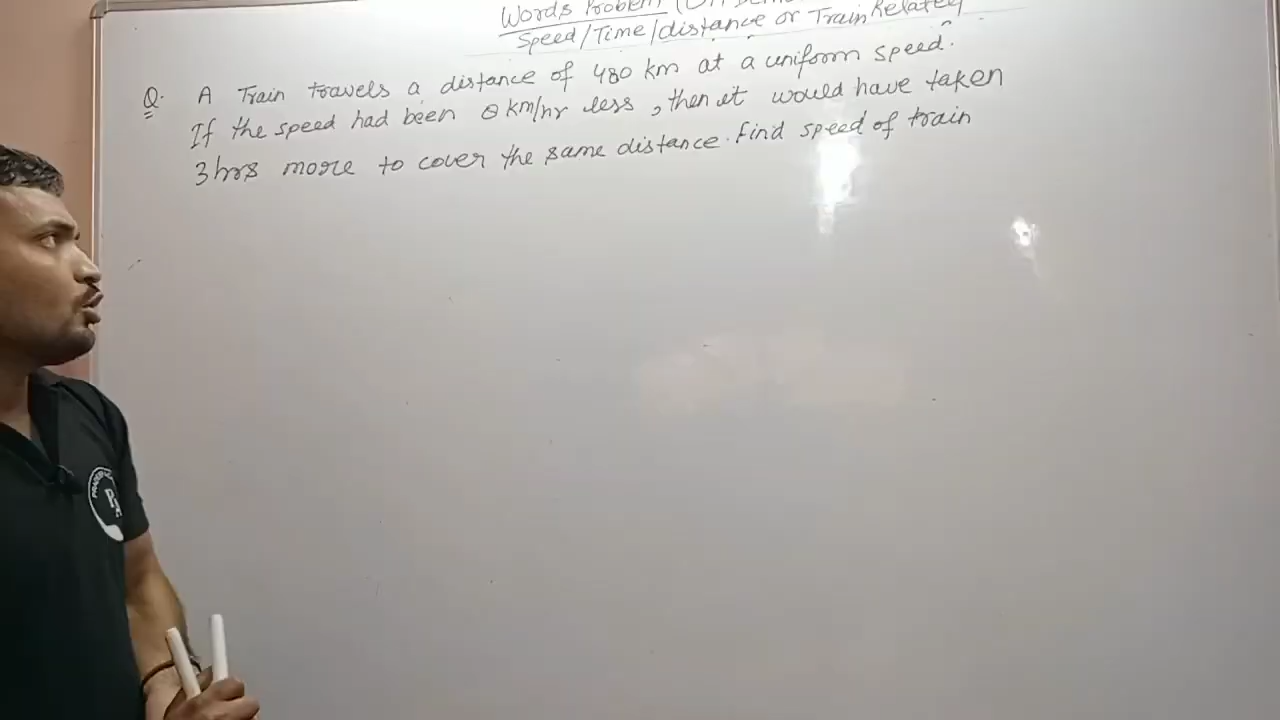 Words Problem
Speed/Time/distance or Train Related
Q. A Train travels a distance of 480 km at a uniform speed.
If the speed had been 8 km/hr less, then it would have taken
3hrs more to cover the same distance. Find speed of train